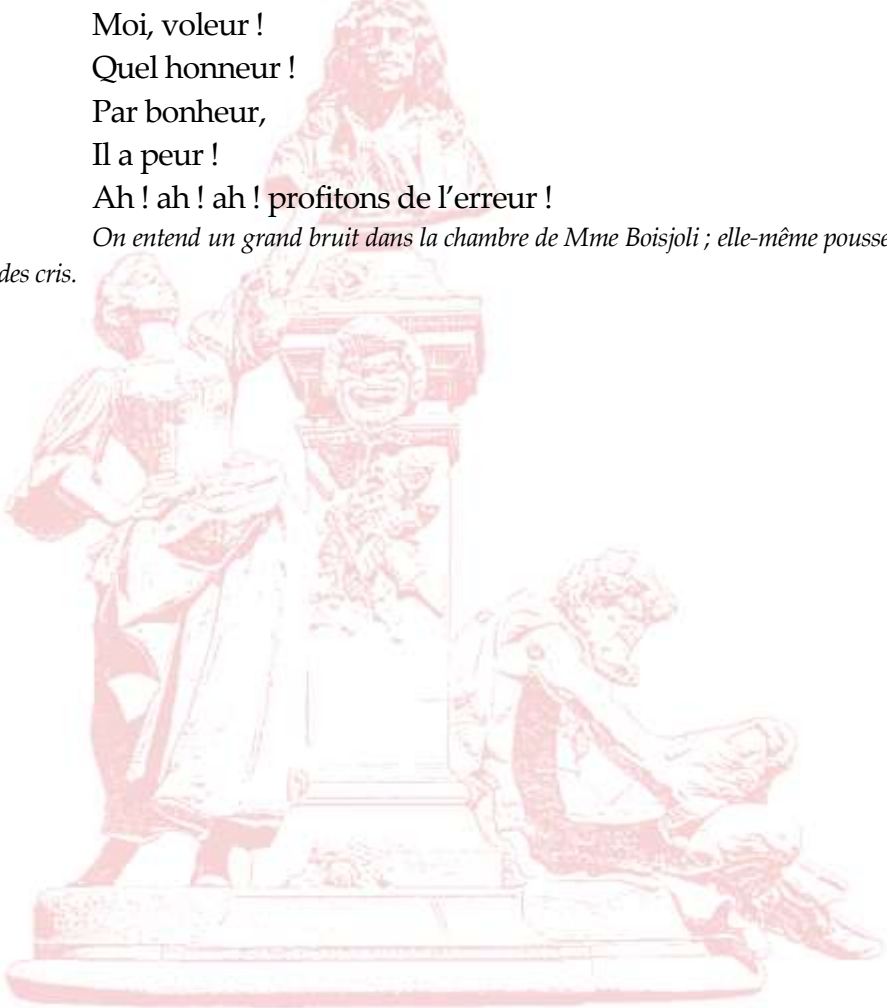 Moi, voleur !
Quel honneur !
Par bonheur,
Il a peur !
Ah ! ah ! ah ! profitons de l’erreur !
On entend un grand bruit dans la chambre de Mme Boisjoli ; elle-même pousse
des cris.